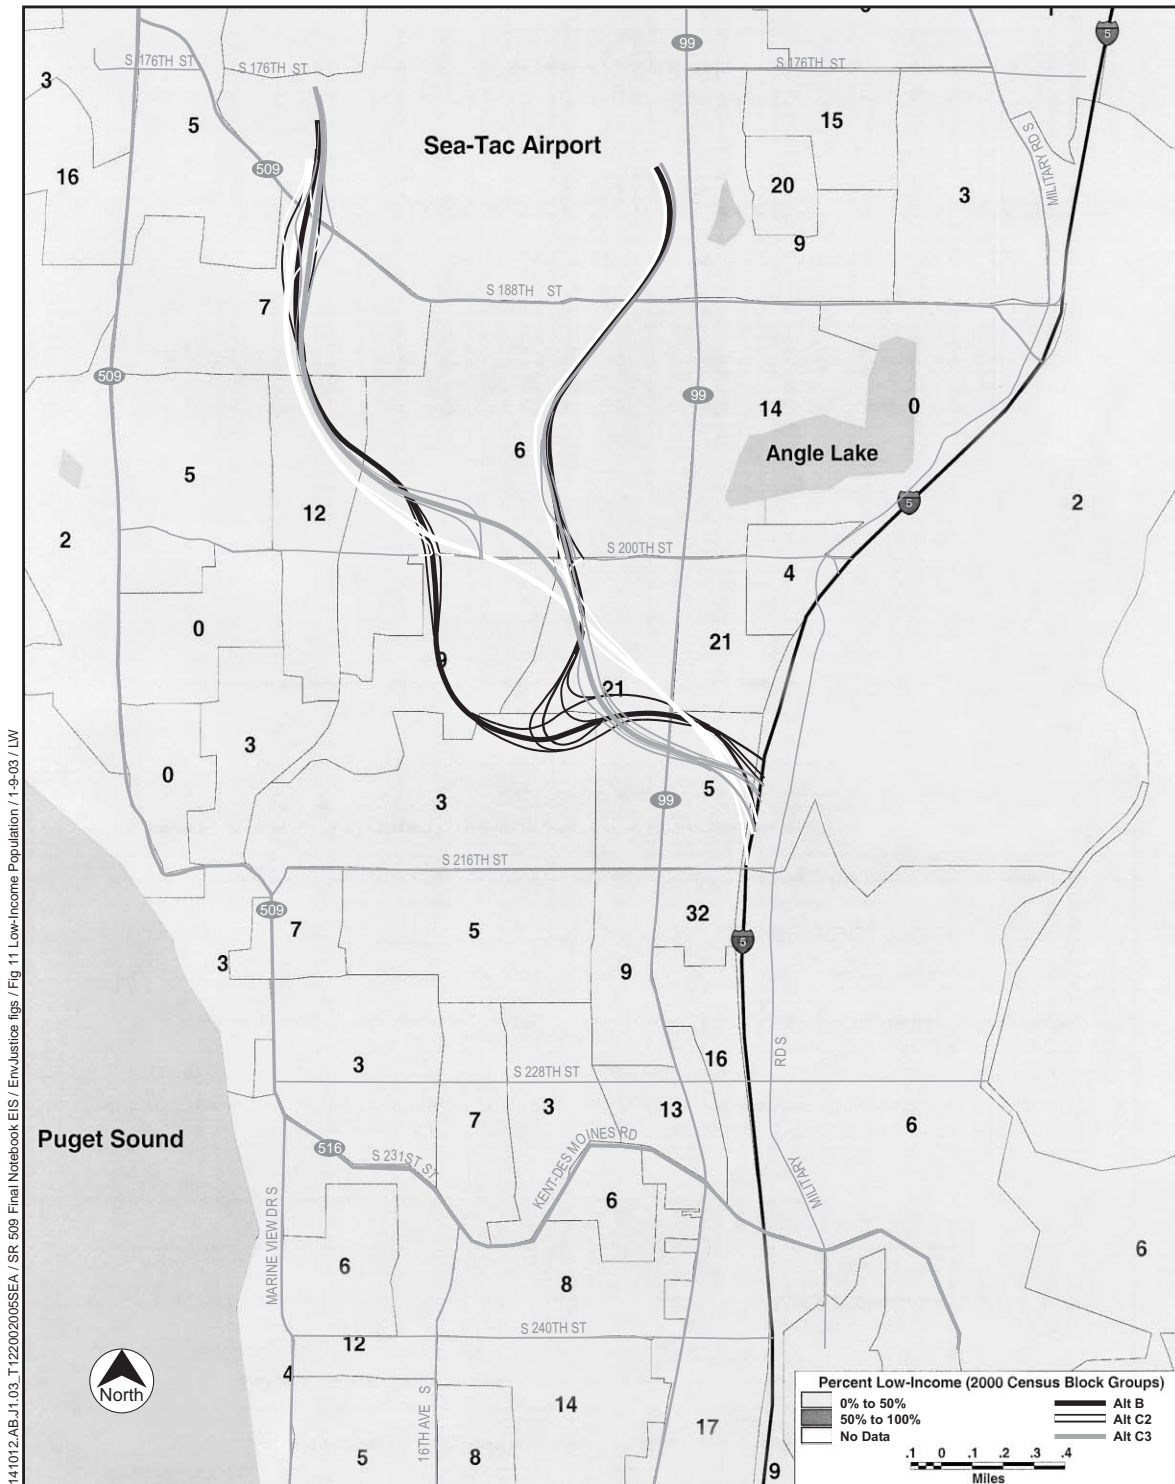 S 176TH ST
S 176TH ST
99
S 176TH ST
5
3
5
16
509
Sea-Tac Airport
15
20
3
9
MILITARY RD S
7
S 188TH ST
509
99
14
0
Angle Lake
6
5
12
2
5
2
S 200TH ST
4
0
9
21
21
3
0
3
5
99
S 216TH ST
509
7
5
32
5
3
9
3
16
RD S
S 228TH ST
7
3
13
6
Puget Sound
516
S 231ST ST
KENT-DES MOINES RD
MILITARY
6
MARINE VIEW DR S
6
8
6
S 240TH ST
12
4
North
16TH AVE S
14
17
5
8
9
Percent Low-Income (2000 Census Block Groups)
0% to 50%
50% to 100%
No Data
Alt B
Alt C2
Alt C3
.1 0 .1 .2 .3 .4
Miles
141012.AB.J1.03_T122002005SEA / SR 509 Final Notebook EIS / EnvJustice figs / Fig 11 Low-Income Population / 1-9-03 / LW